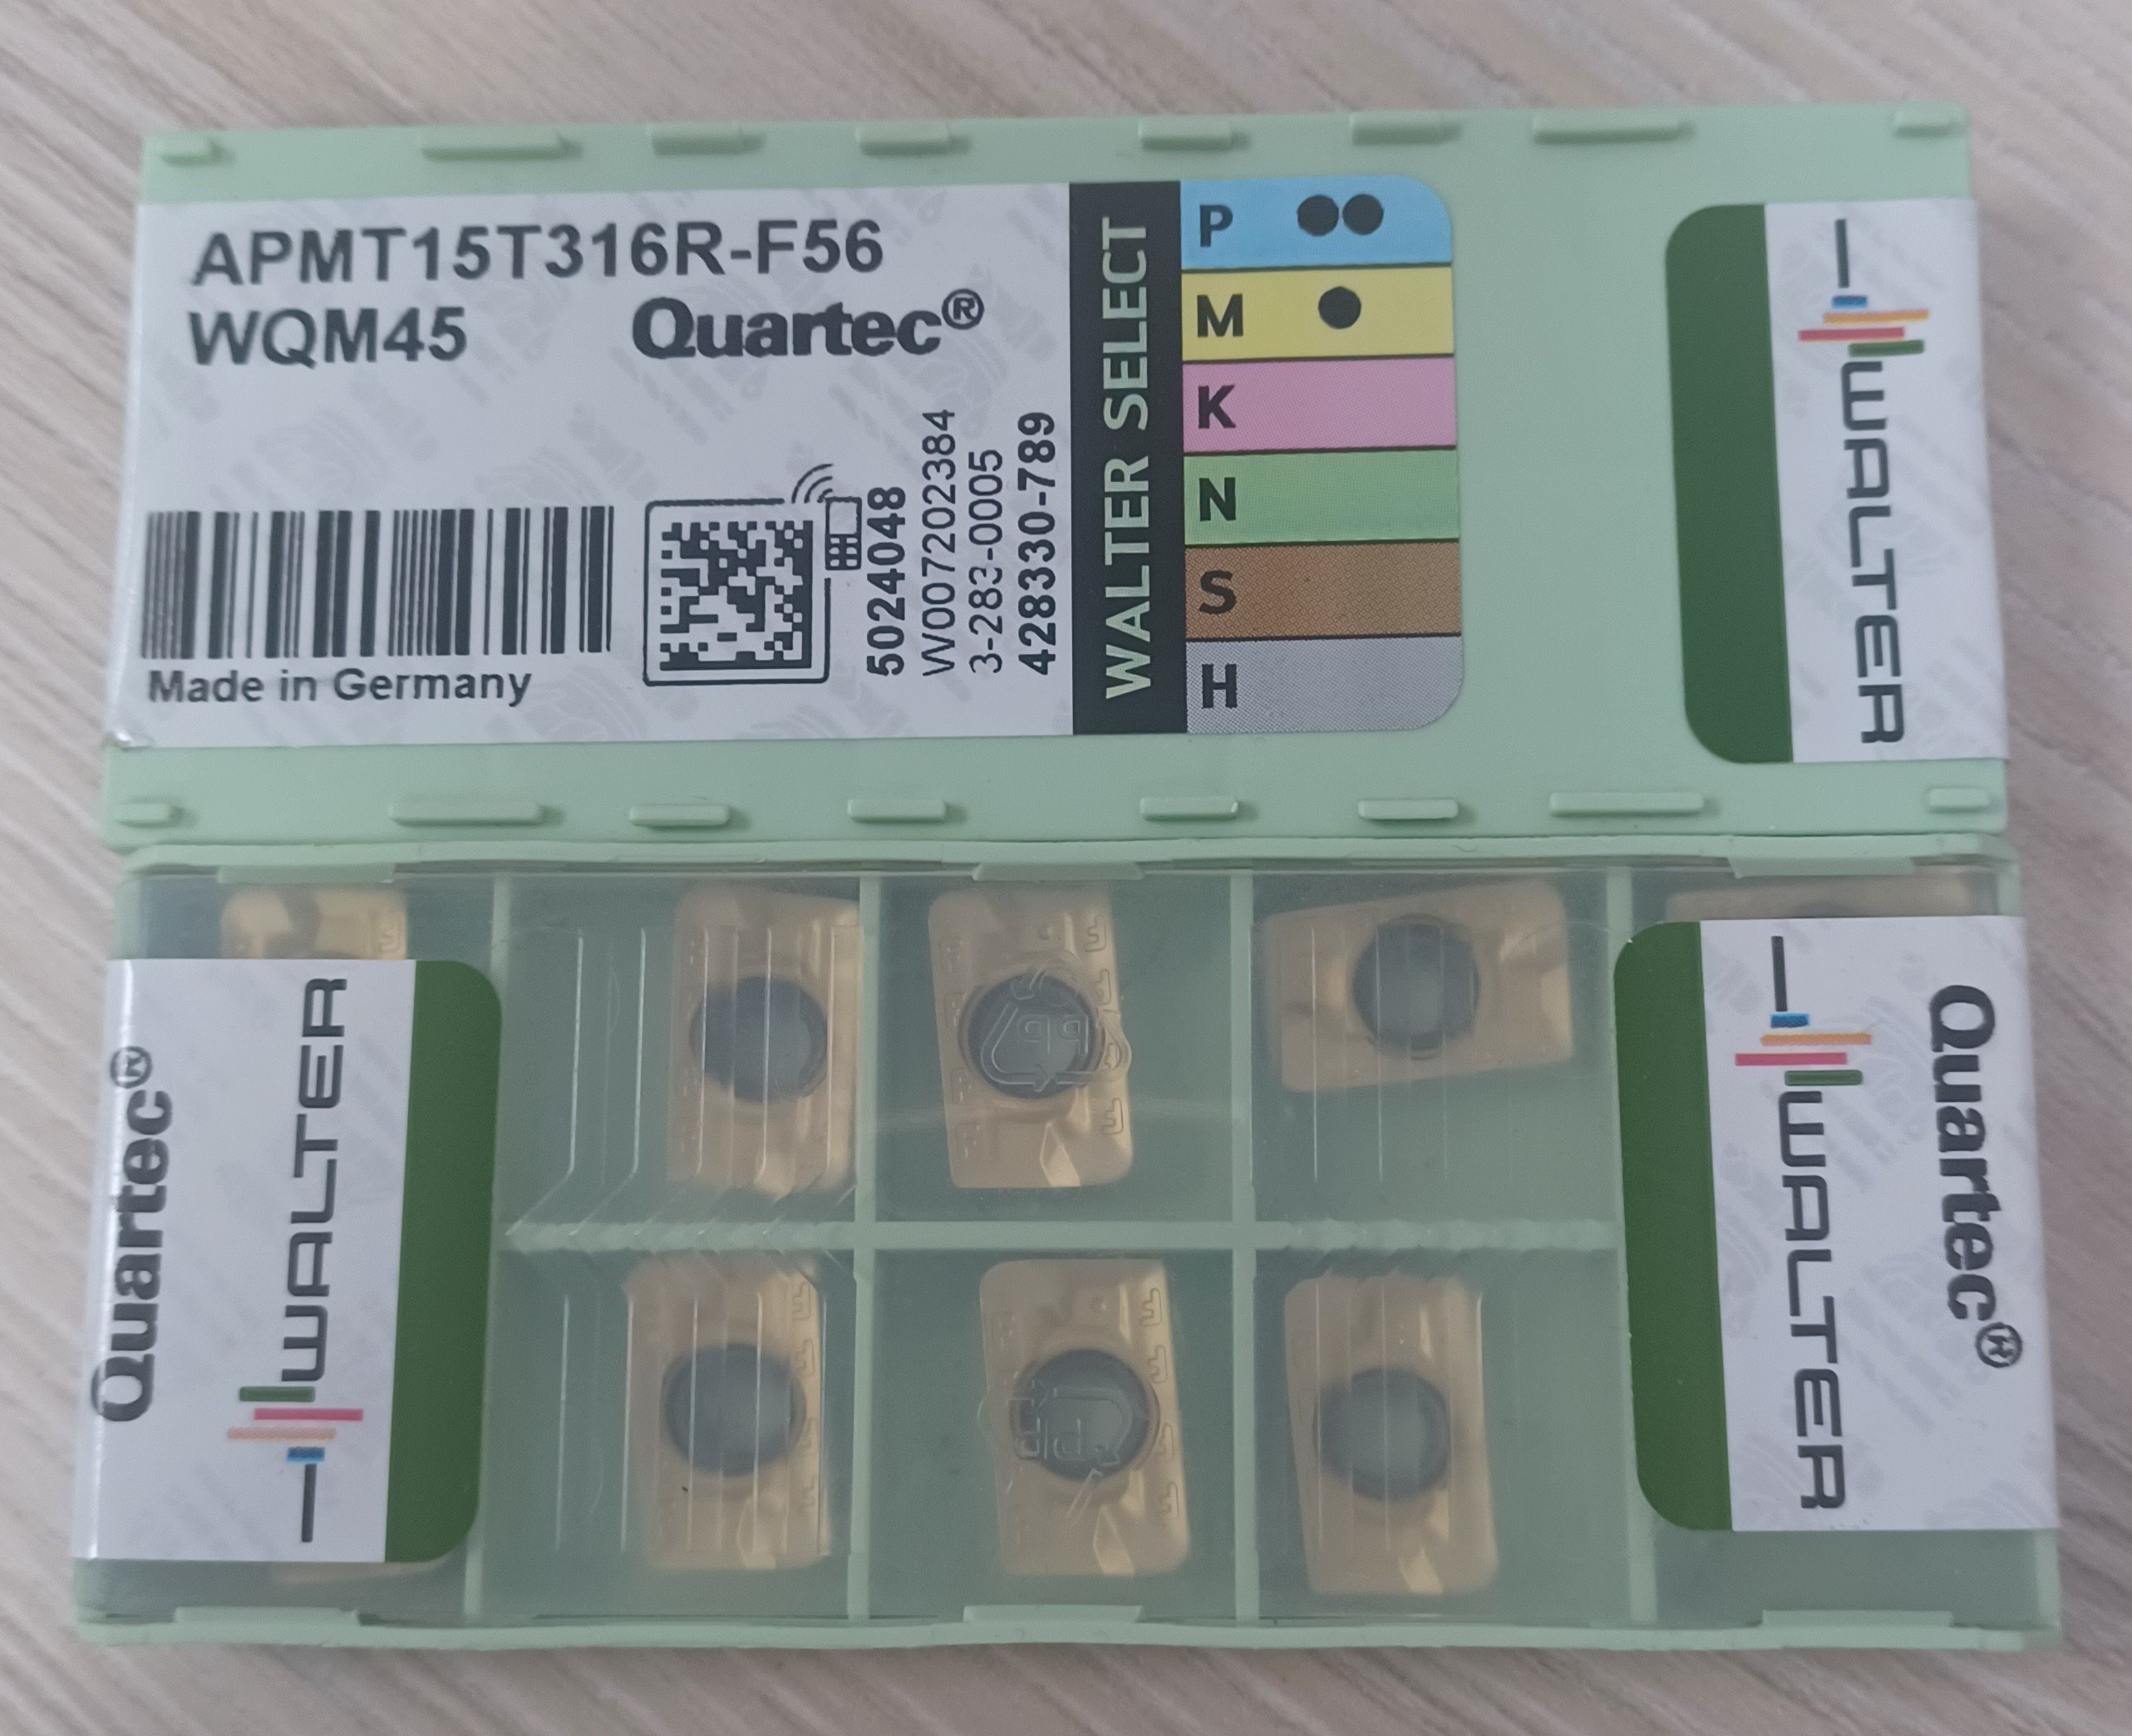 APMT15T316R-F56
WQM45 Quartec®
Made in Germany
5024048
W007202384
3-283-0005
428330-789
WALTER SELECT
P
M
K
N
S
H
WALTER
Quartec®
WALTER
WALTER
Quartec®